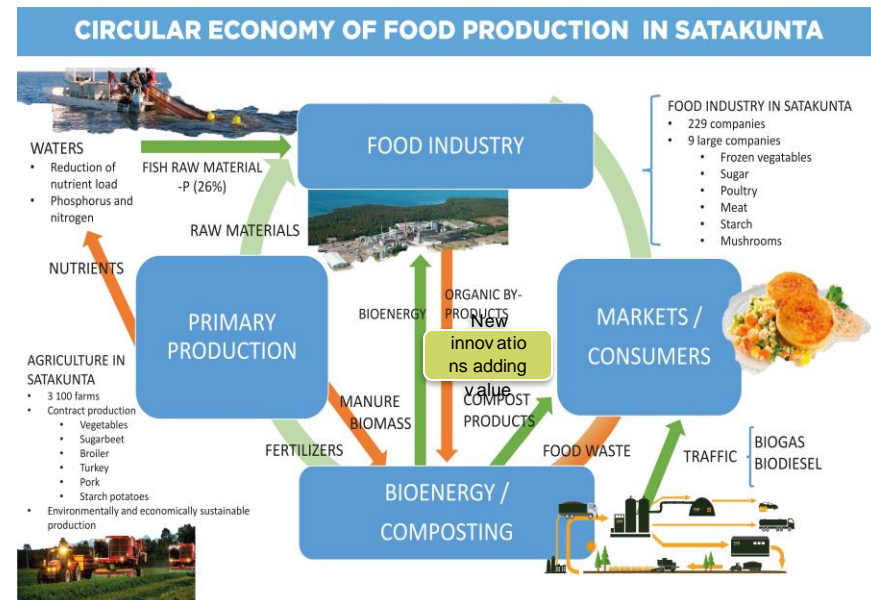 CIRCULAR ECONOMY OF FOOD PRODUCTION IN SATAKUNTA
WATERS
• Reduction of
nutrient load
• Phosphorus and
nitrogen
FISH RAW MATERIAL
-P (26%)
FOOD INDUSTRY
FOOD INDUSTRY IN SATAKUNTA
• 229 companies
• 9 large companies
• Frozen vegatables
• Sugar
• Poultry
• Meat
• Starch
• Mushrooms
RAW MATERIALS
NUTRIENTS
PRIMARY
PRODUCTION
BIOENERGY
ORGANIC BY-
PRODUCTS
New
innovatio
ns adding
value
MARKETS /
CONSUMERS
AGRICULTURE IN
SATAKUNTA
• 3 100 farms
• Contract production
• Vegetables
• Sugarbeet
• Broiler
• Turkey
• Pork
• Starch potatoes
• Environmentally and economically sustainable
production
MANURE
BIOMASS
COMPOST
PRODUCTS
FERTILIZERS
FOOD WASTE
TRAFFIC
BIOGAS
BIODIESEL
BIOENERGY /
COMPOSTING